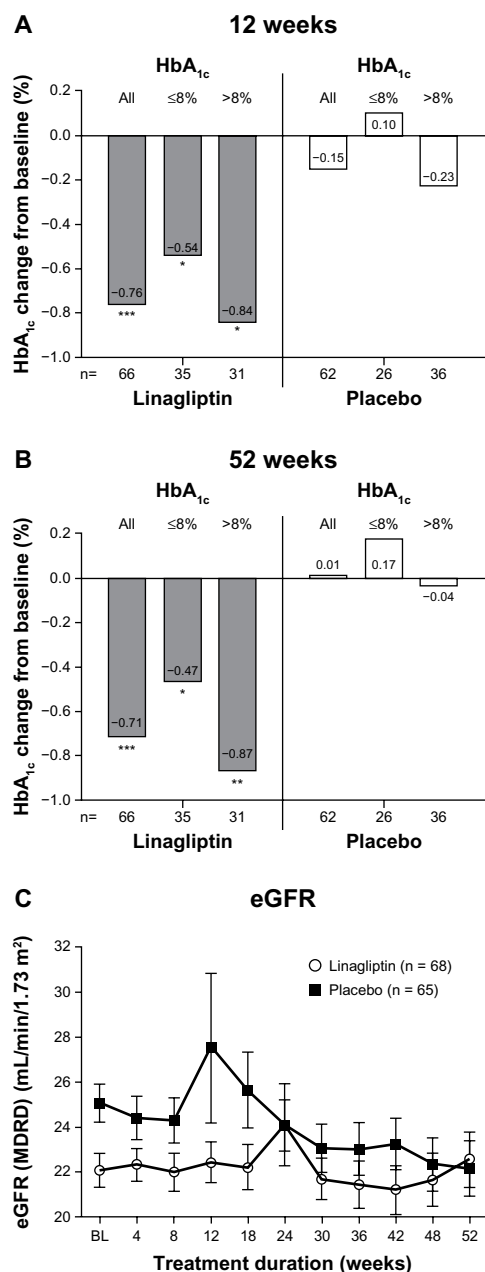 A 12 weeks
HbA1c HbA1c
All ≤8% >8% All ≤8% >8%
HbA1c change from baseline (%)
0.2
0.0
−0.2
−0.4
−0.6
−0.8
−1.0
−0.76 −0.54 −0.84 −0.15 0.10 −0.23
*** * *
n= 66 35 31 62 26 36
Linagliptin Placebo
B 52 weeks
HbA1c HbA1c
All ≤8% >8% All ≤8% >8%
HbA1c change from baseline (%)
0.2
0.0
−0.2
−0.4
−0.6
−0.8
−1.0
−0.71 −0.47 −0.87 0.01 0.17 −0.04
*** * **
n= 66 35 31 62 26 36
Linagliptin Placebo
C eGFR
eGFR (MDRD) (mL/min/1.73 m²)
32
30
28
26
24
22
20
Linagliptin (n = 68)
Placebo (n = 65)
BL 4 8 12 18 24 30 36 42 48 52
Treatment duration (weeks)